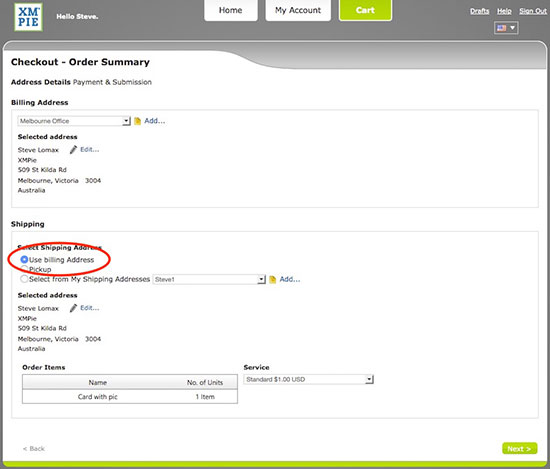 XM
PIE
Hello Steve.
Home
My Account
Cart
Drafts
Help
Sign Out
Checkout - Order Summary
Address Details Payment & Submission
Billing Address
Melbourne Office
Add...
Selected address
Steve Lomax
Edit...
XMPie
509 St Kilda Rd
Melbourne, Victoria 3004
Australia
Shipping
Select Shipping Address
Use billing Address
Pickup
Select from My Shipping Addresses Steve1 Add...
Selected address
Steve Lomax
Edit...
XMPie
509 St Kilda Rd
Melbourne, Victoria 3004
Australia
Order Items
Service
Name No. of Units
Standard $1.00 USD
Card with pic 1 Item
< Back
Next >